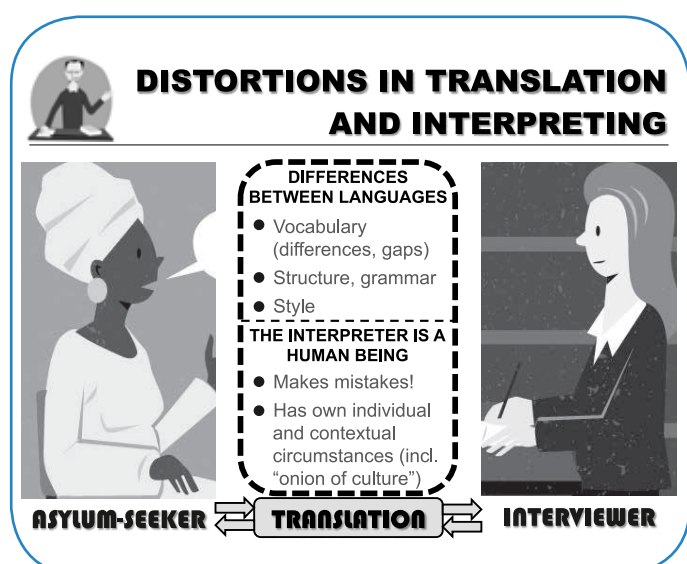 DISTORTIONS IN TRANSLATION
AND INTERPRETING
DIFFERENCES
BETWEEN LANGUAGES
● Vocabulary
(differences, gaps)
● Structure, grammar
● Style
THE INTERPRETER IS A
HUMAN BEING
● Makes mistakes!
● Has own individual
and contextual
circumstances (incl.
“onion of culture”)
ASYLUM-SEEKER
TRANSLATION
INTERVIEWER